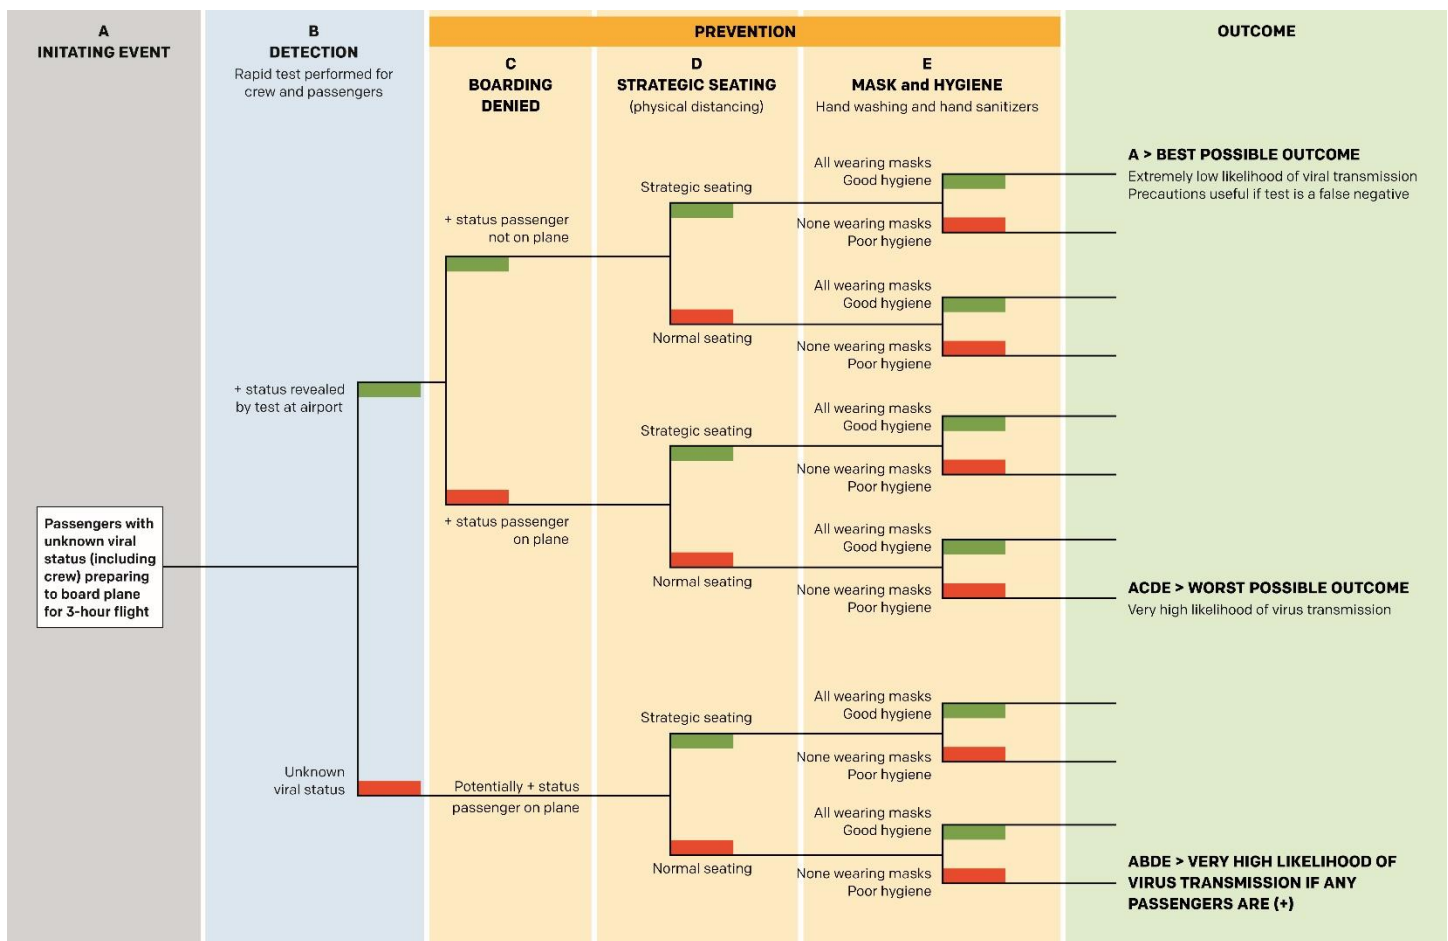 A
INITATING EVENT
B
DETECTION
Rapid test performed for
crew and passengers
PREVENTION
C
BOARDING
DENIED
D
STRATEGIC SEATING
(physical distancing)
E
MASK and HYGIENE
Hand washing and hand sanitizers
OUTCOME
Passengers with
unknown viral
status (including
crew) preparing
to board plane
for 3-hour flight
+ status revealed
by test at airport
Unknown
viral status
+ status passenger
not on plane
+ status passenger
on plane
Potentially + status
passenger on plane
Strategic seating
Normal seating
Strategic seating
Normal seating
Strategic seating
Normal seating
All wearing masks
Good hygiene
None wearing masks
Poor hygiene
All wearing masks
Good hygiene
None wearing masks
Poor hygiene
All wearing masks
Good hygiene
None wearing masks
Poor hygiene
All wearing masks
Good hygiene
None wearing masks
Poor hygiene
All wearing masks
Good hygiene
None wearing masks
Poor hygiene
All wearing masks
Good hygiene
None wearing masks
Poor hygiene
A > BEST POSSIBLE OUTCOME
Extremely low likelihood of viral transmission
Precautions useful if test is a false negative
ACDE > WORST POSSIBLE OUTCOME
Very high likelihood of virus transmission
ABDE > VERY HIGH LIKELIHOOD OF
VIRUS TRANSMISSION IF ANY
PASSENGERS ARE (+)